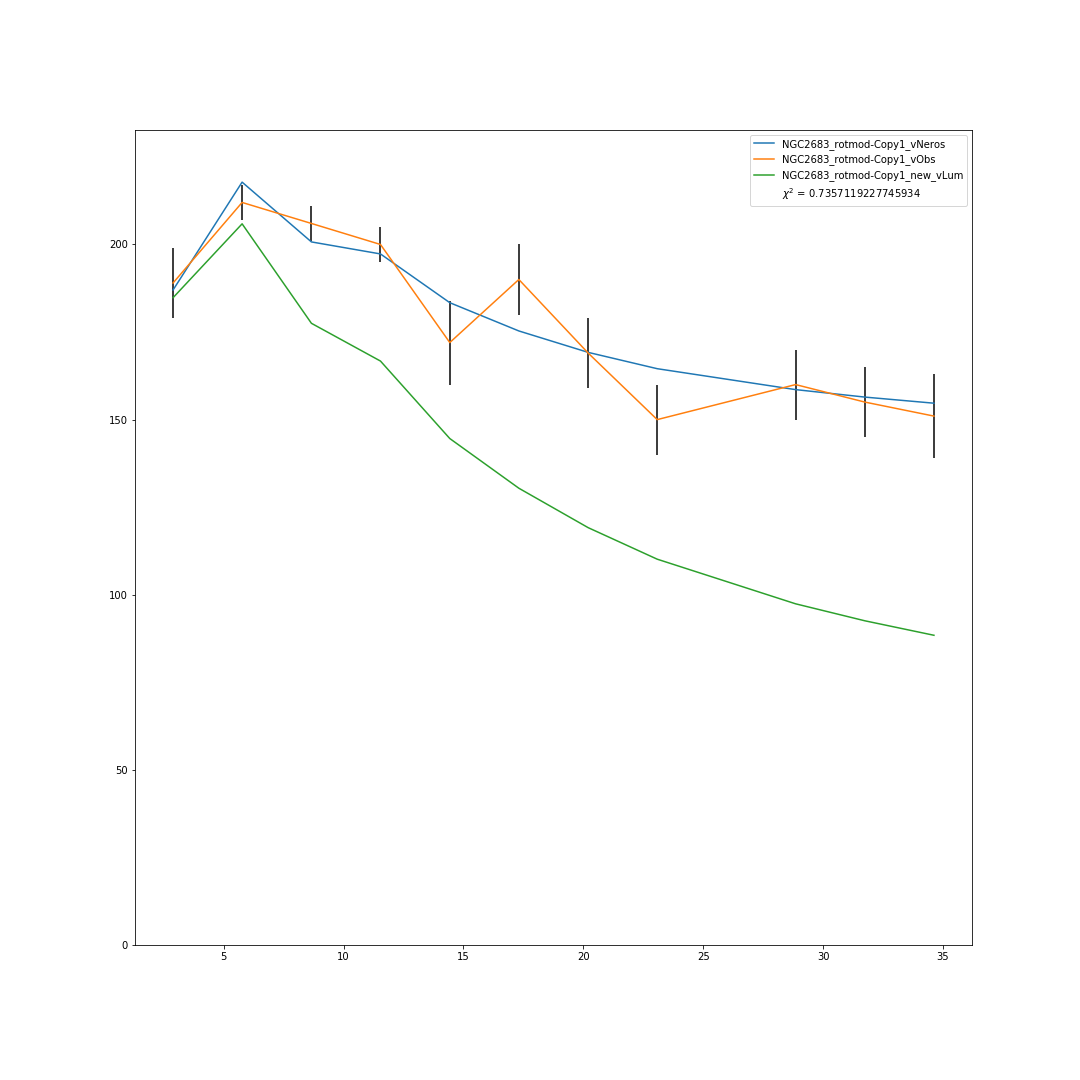 NGC2683_rotmod-Copy1_vNeros
NGC2683_rotmod-Copy1_vObs
NGC2683_rotmod-Copy1_new_vLum
χ² = 0.7357119227745934
200
150
100
50
0
5 10 15 20 25 30 35